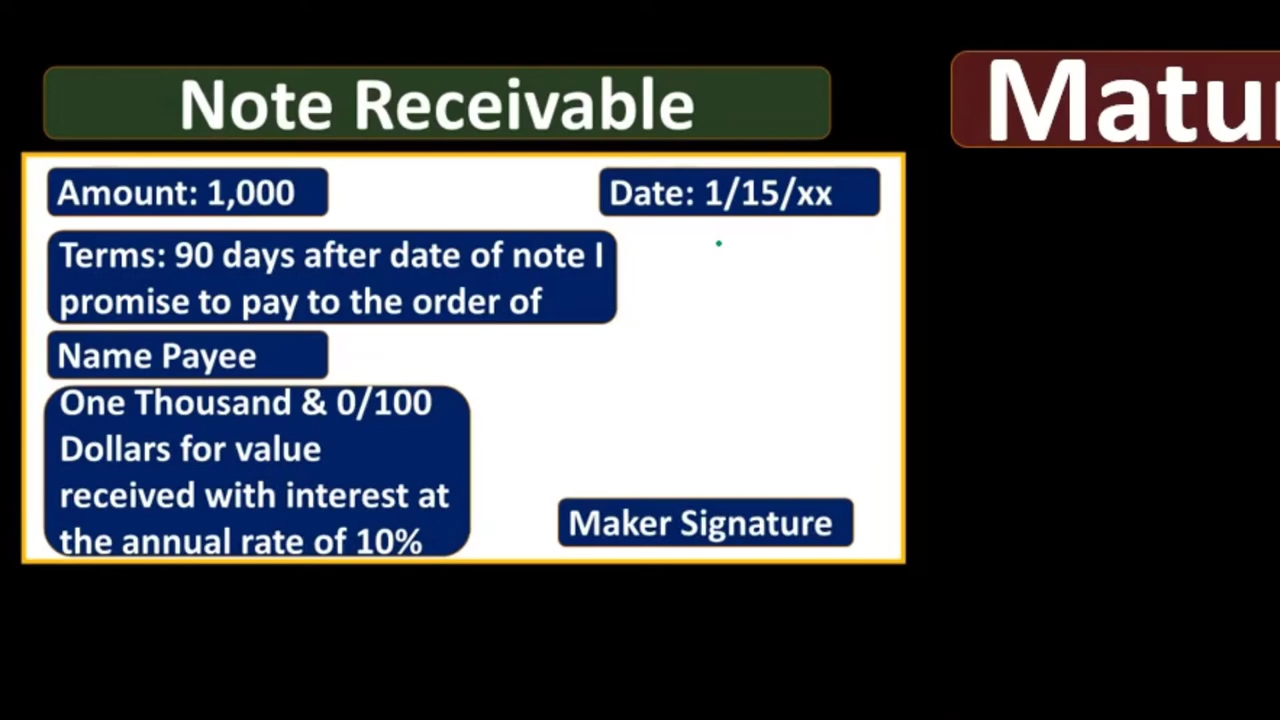 Note Receivable
Matu
Amount: 1,000
Date: 1/15/xx
Terms: 90 days after date of note I
promise to pay to the order of
Name Payee
One Thousand & 0/100
Dollars for value
received with interest at
the annual rate of 10%
Maker Signature